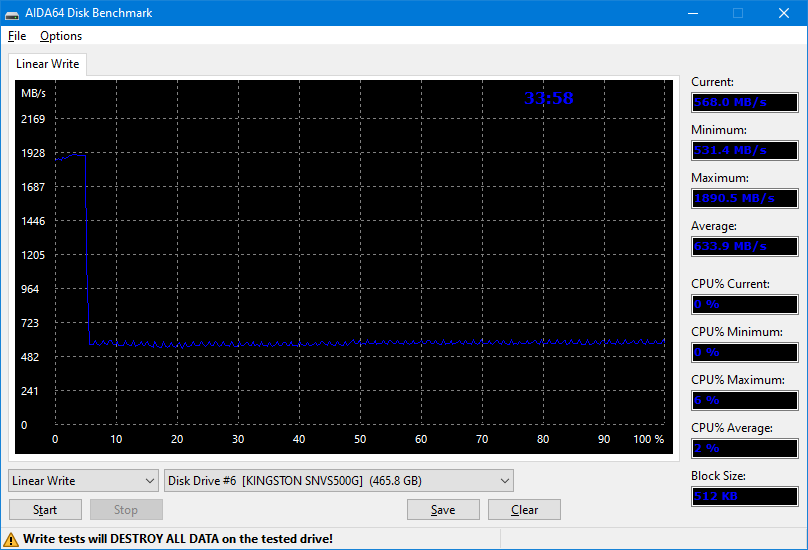 AIDA64 Disk Benchmark
File Options
Linear Write
MB/s
33:58
2169
1928
1687
1446
1205
964
723
482
241
0
0 10 20 30 40 50 60 70 80 90 100 %
Current:
568.0 MB/s
Minimum:
531.4 MB/s
Maximum:
1890.5 MB/s
Average:
633.9 MB/s
CPU% Current:
0 %
CPU% Minimum:
0 %
CPU% Maximum:
6 %
CPU% Average:
2 %
Block Size:
512 KB
Linear Write Disk Drive #6 [KINGSTON SNVS500G] (465.8 GB)
Start Stop Save Clear
Write tests will DESTROY ALL DATA on the tested drive!